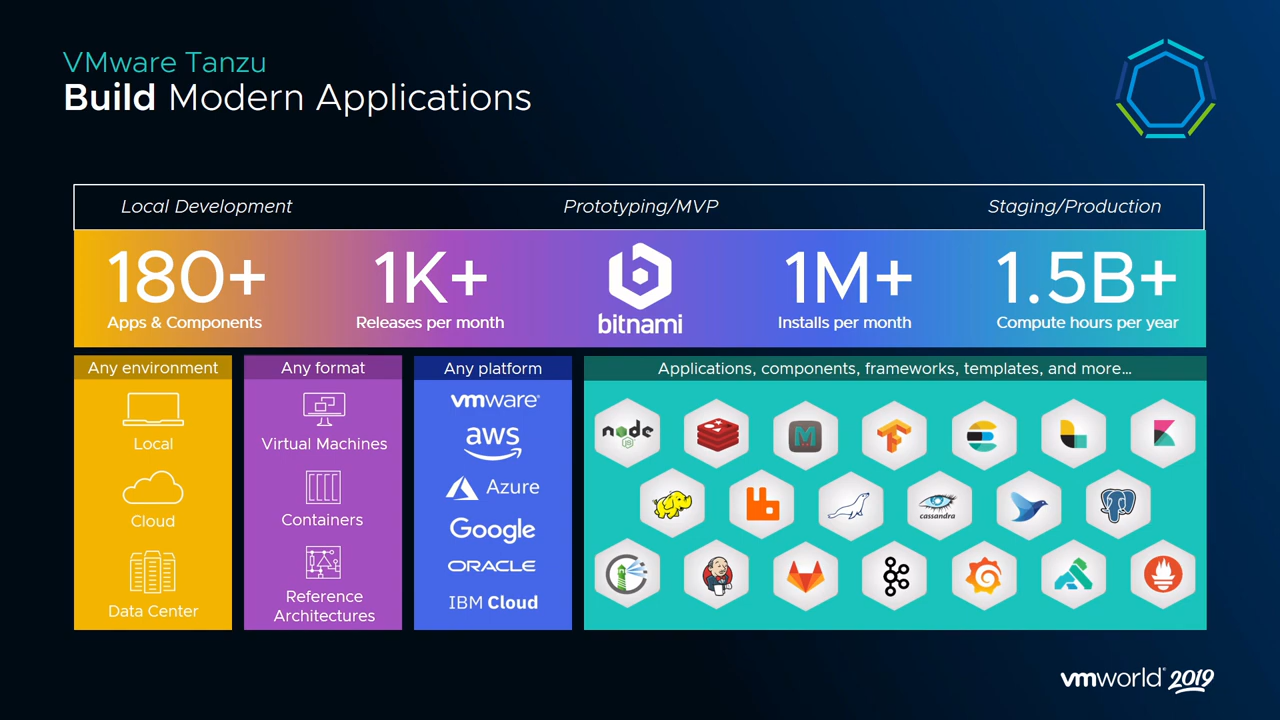 VMware Tanzu
Build Modern Applications
Local Development
Prototyping/MVP
Staging/Production
180+
Apps & Components
1K+
Releases per month
bitnami
1M+
Installs per month
1.5B+
Compute hours per year
Any environment
Local
Cloud
Data Center
Any format
Virtual Machines
Containers
Reference
Architectures
Any platform
vmware®
aws
Azure
Google
ORACLE
IBM Cloud
Applications, components, frameworks, templates, and more...
node
JS
M
cassandra
vmworld® 2019